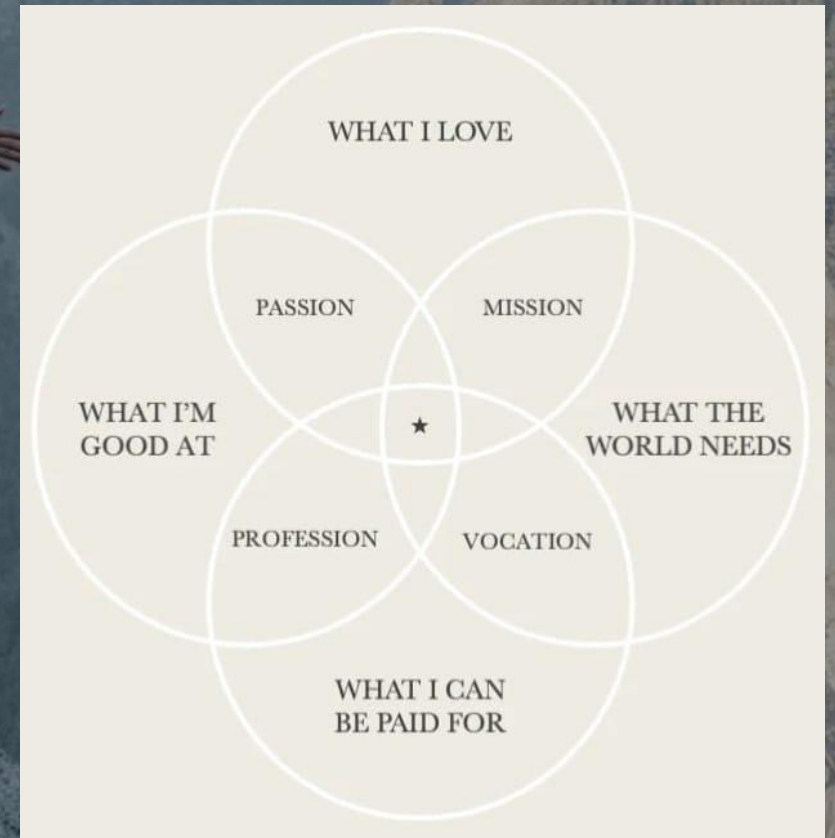 WHAT I LOVE
PASSION
MISSION
WHAT I'M
GOOD AT
WHAT THE
WORLD NEEDS
PROFESSION
VOCATION
WHAT I CAN
BE PAID FOR